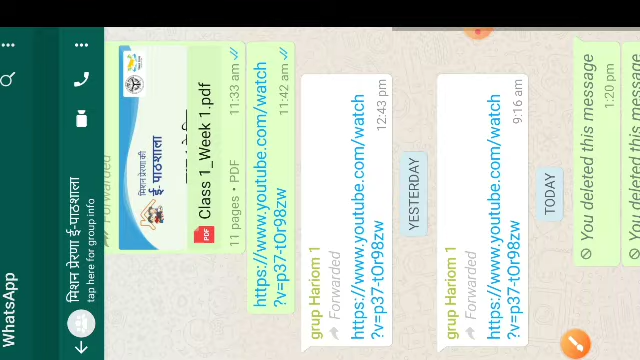 WhatsApp
मिशन प्रेरणा ई-पाठशाला
tap here for group info
Forwarded
मिशन प्रेरणा की
ई-पाठशाला
Class 1_Week 1.pdf
PDF
11 pages • PDF
11:33 am
https://www.youtube.com/watch
?v=p37-tOr98zw
11:42 am
grup Hariom 1
Forwarded
https://www.youtube.com/watch
?v=p37-tOr98zw
12:43 pm
YESTERDAY
grup Hariom 1
Forwarded
https://www.youtube.com/watch
?v=p37-tOr98zw
9:16 am
TODAY
You deleted this message
1:20 pm
You deleted this message